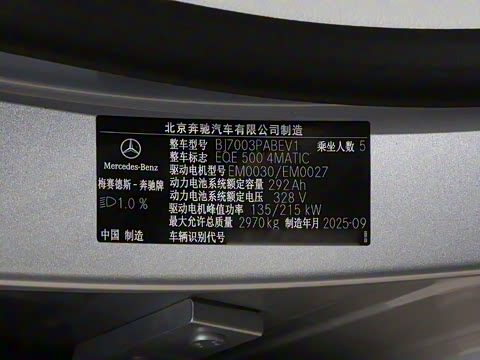 北京奔驰汽车有限公司制造
整车型号 BJ7003PABEV1 乘坐人数 5
整车标志 EQE 500 4MATIC
Mercedes-Benz
驱动电机型号 EM0030/EM0027
梅赛德斯-奔驰牌
动力电池系统额定容量 292Ah
动力电池系统额定电压 328 V
1.0 %
驱动电机峰值功率 135/215 kW
最大允许总质量 2970kg 制造年月 2025-09
中国 制造
车辆识别代号